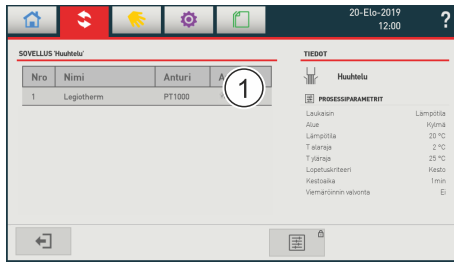 20-Elo-2019
12:00
?
SOVELLUS 'Huuhtelu'
Nro Nimi Anturi
1 Legiotherm PT1000
1
TIEDOT
Huuhtelu
PROSESSIPARAMETRIT
Laukaisin Lämpötila
Alue Kylmä
Lämpötila 20 °C
T alaraja 2 °C
T yläraja 25 °C
Lopetuskriteeri Kesto
Kestoaika 1 min
Viemäröinnin valvonta Ei